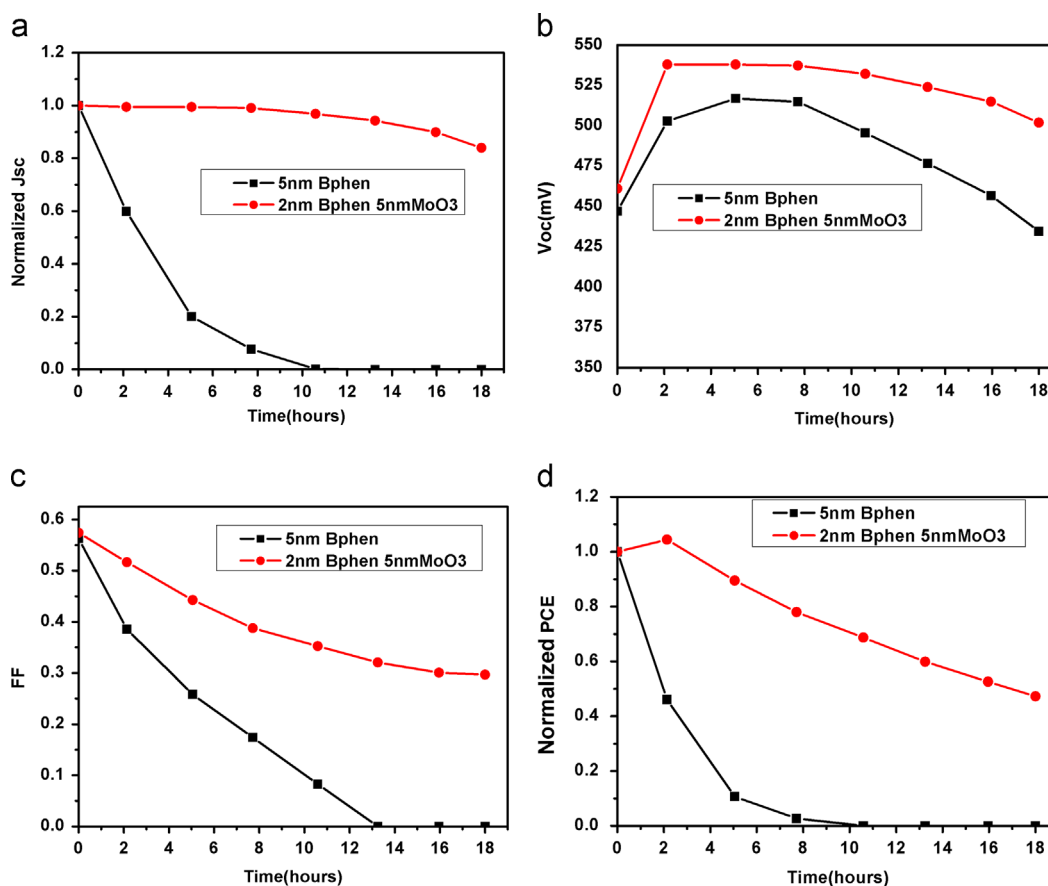 a
1.2
1.0
0.8
0.6
0.4
0.2
0.0
Normalized Jsc
5nm Bphen
2nm Bphen 5nmMoO3
0 2 4 6 8 10 12 14 16 18
Time(hours)
b
550
525
500
475
450
425
400
375
350
Voc(mV)
5nm Bphen
2nm Bphen 5nmMoO3
0 2 4 6 8 10 12 14 16 18
Time(hours)
c
0.6
0.5
0.4
0.3
0.2
0.1
0.0
FF
5nm Bphen
2nm Bphen 5nmMoO3
0 2 4 6 8 10 12 14 16 18
Time(hours)
d
1.0
0.8
0.6
0.4
0.2
0.0
Normalized PCE
5nm Bphen
2nm Bphen 5nmMoO3
0 2 4 6 8 10 12 14 16 18
Time(hours)